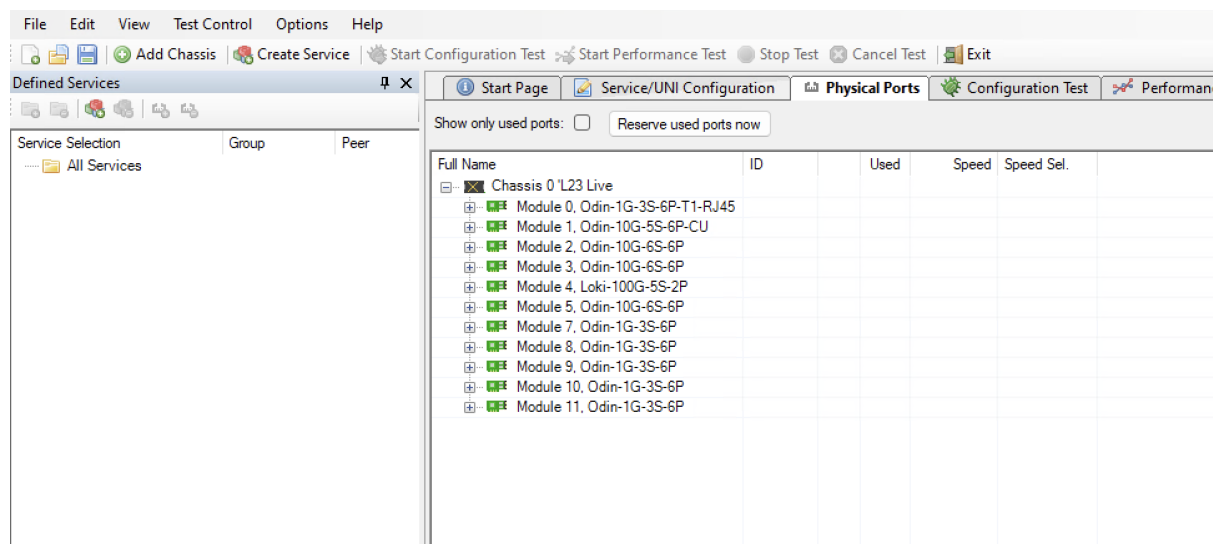 File Edit View Test Control Options Help
Add Chassis Create Service Start Configuration Test Start Performance Test Stop Test Cancel Test Exit
Defined Services
Start Page Service/UNI Configuration Physical Ports Configuration Test Performan
Show only used ports: Reserve used ports now
Service Selection Group Peer
All Services
Full Name ID Used Speed Speed Sel.
Chassis 0 'L23 Live
Module 0, Odin-1G-3S-6P-T1-RJ45
Module 1, Odin-10G-5S-6P-CU
Module 2, Odin-10G-6S-6P
Module 3, Odin-10G-6S-6P
Module 4, Loki-100G-5S-2P
Module 5, Odin-10G-6S-6P
Module 7, Odin-1G-3S-6P
Module 8, Odin-1G-3S-6P
Module 9, Odin-1G-3S-6P
Module 10, Odin-1G-3S-6P
Module 11, Odin-1G-3S-6P